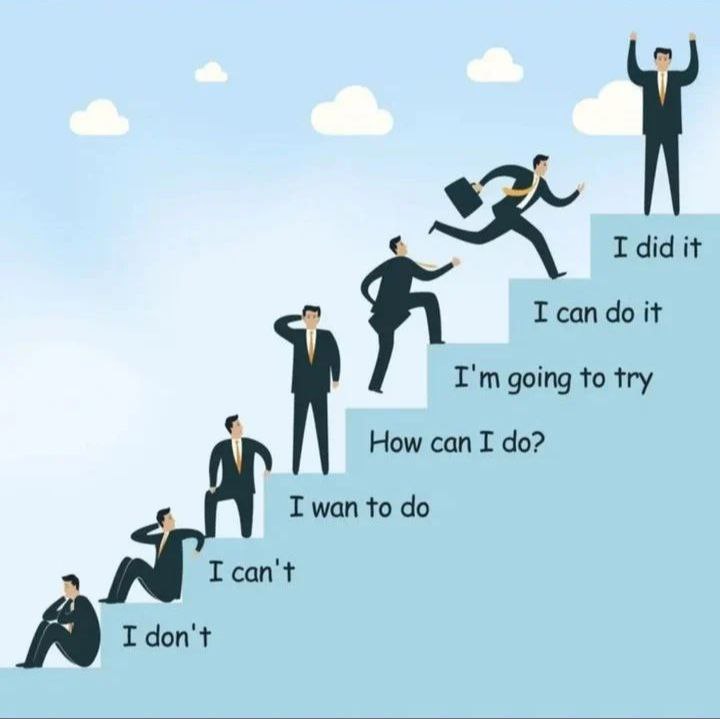 I did it
I can do it
I'm going to try
How can I do?
I wan to do
I can't
I don't